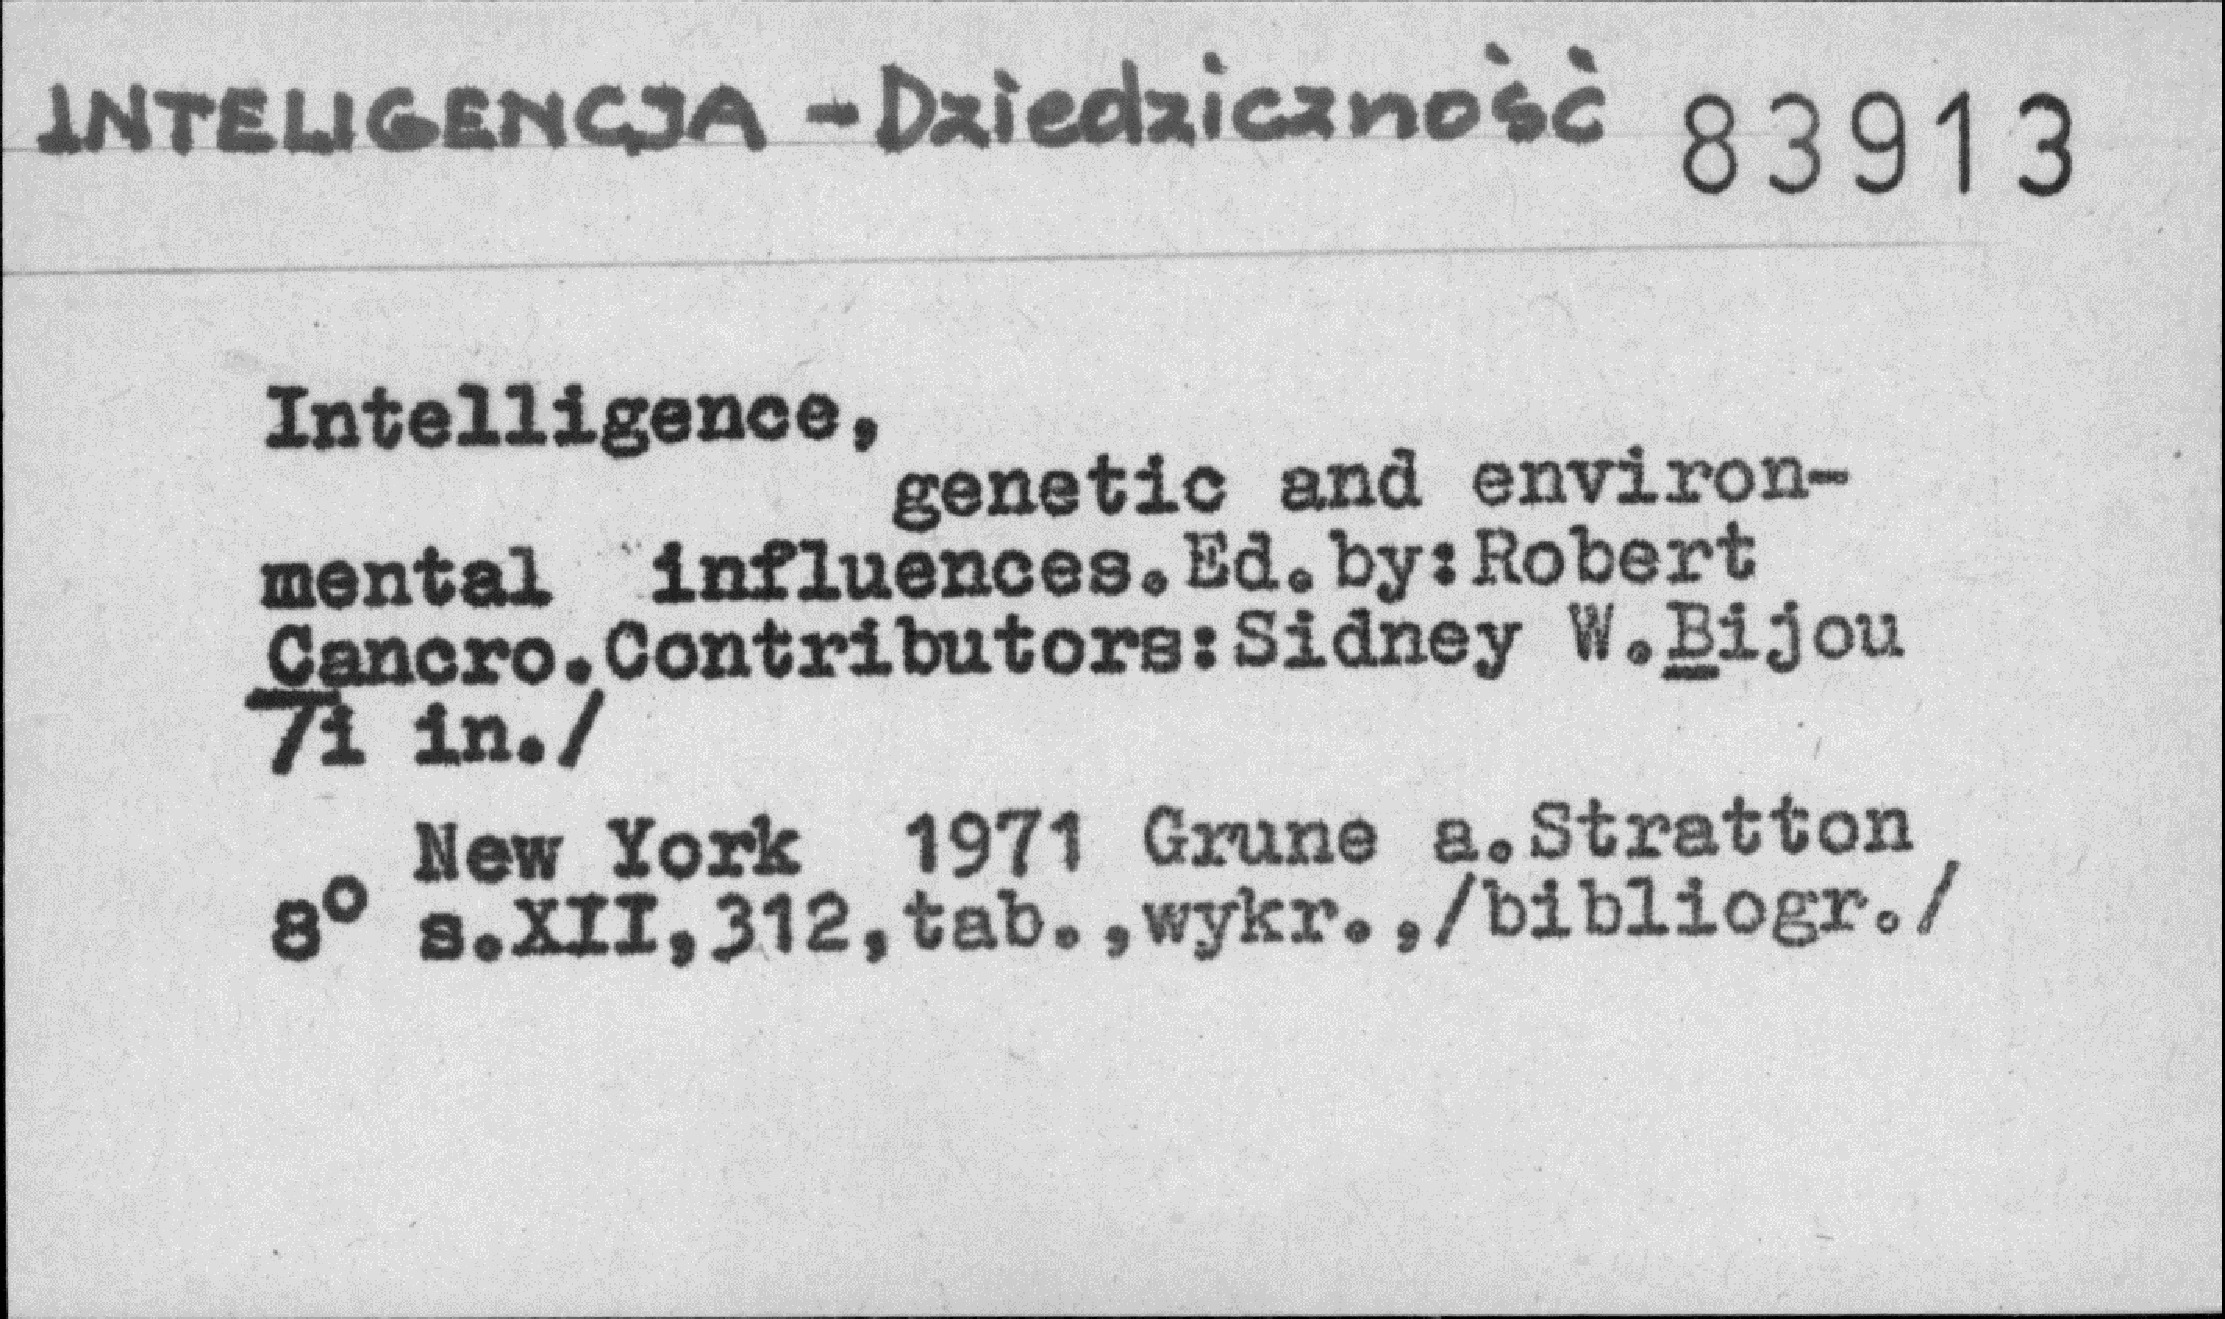 INTELIGENCJA - Dziedziczność 83913
Intelligence,
genetic and environ-
mental influences.Ed.by:Robert
Cancro.Contributors:Sidney W.Bijou
/i in./
New York 1971 Grune a.Stratton
8° s.XII,312,tab.,wykr.,/bibliogr./